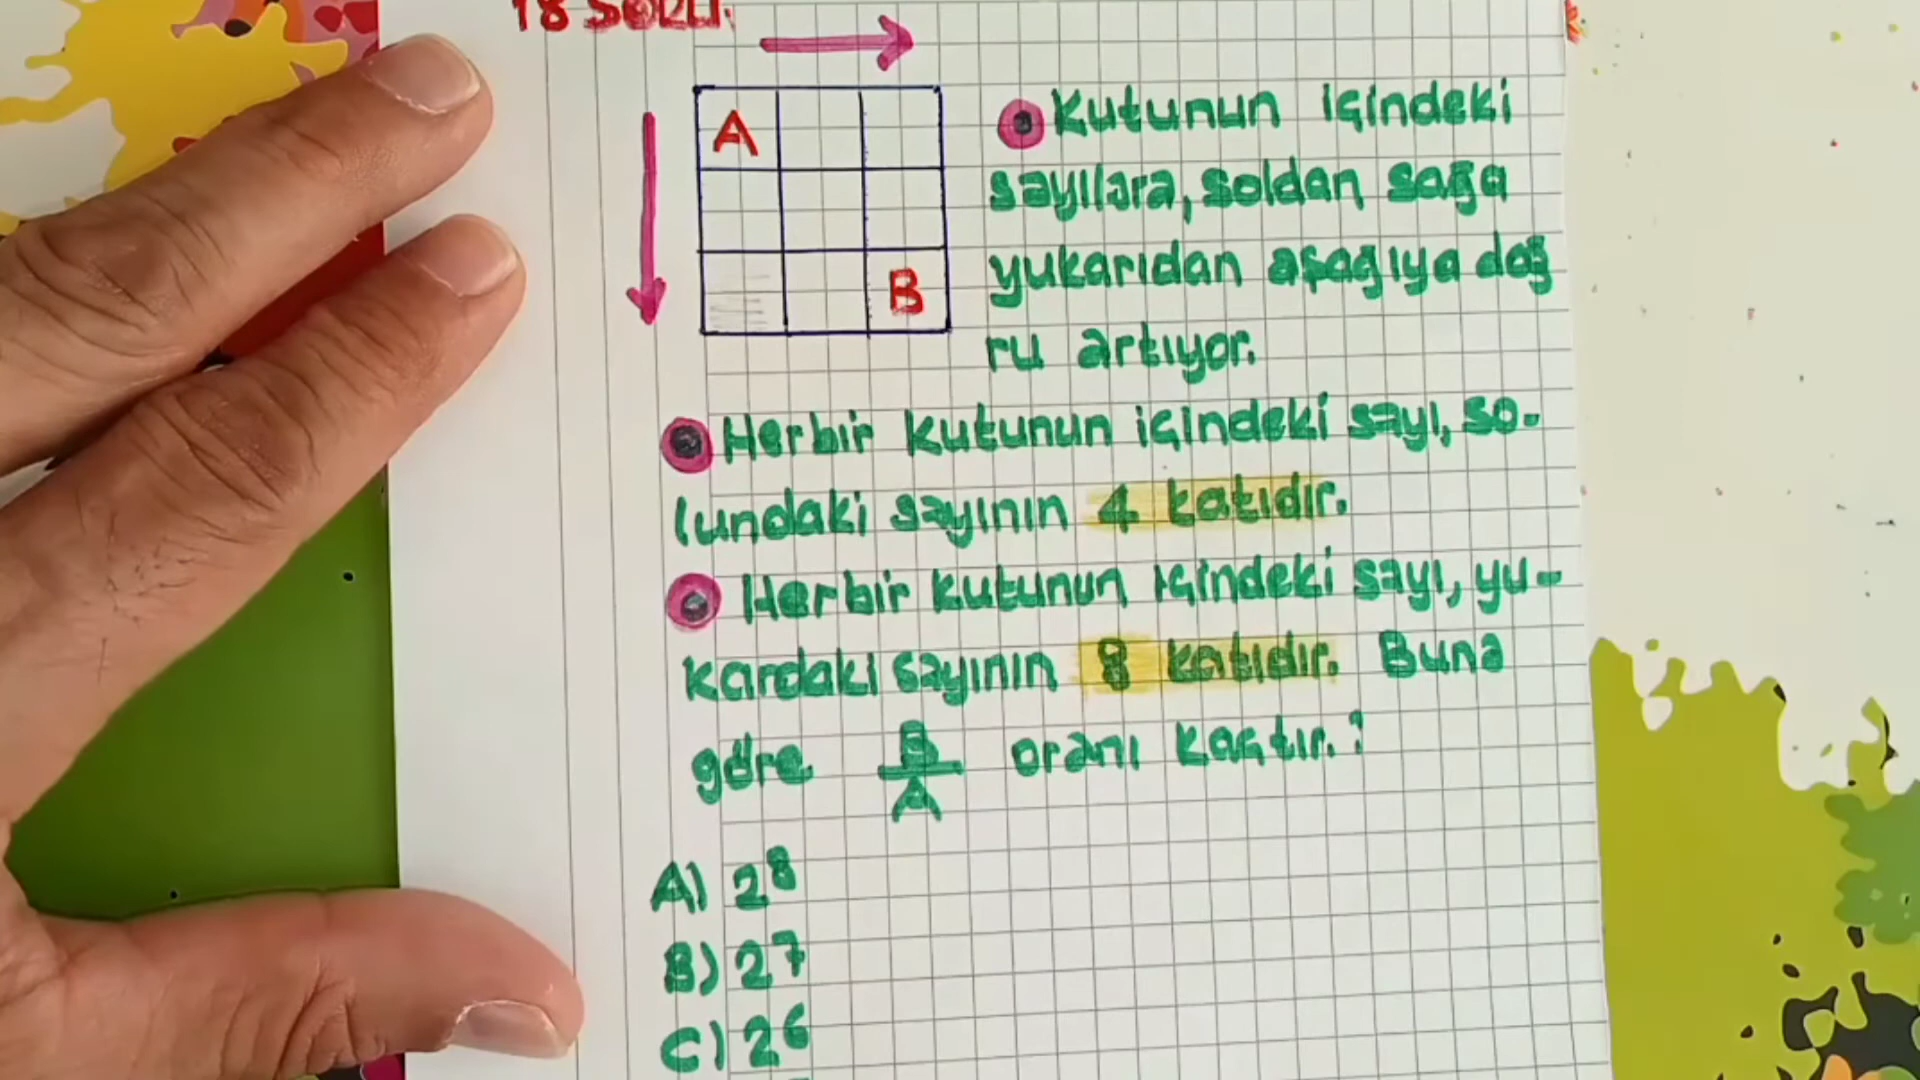 18 SORU.
A
B
Kutunun içindeki
sayılara, soldan sağa
yukarıdan aşağıya doğ
ru artıyor.
Herbir kutunun içindeki sayı, so-
lundaki sayının 4 katıdır.
Herbir kutunun içindeki sayı, yu-
kardaki sayının 8 katıdır. Buna
göre B/A oranı kaçtır.?
A) 2⁸
B) 2⁷
C) 2⁶